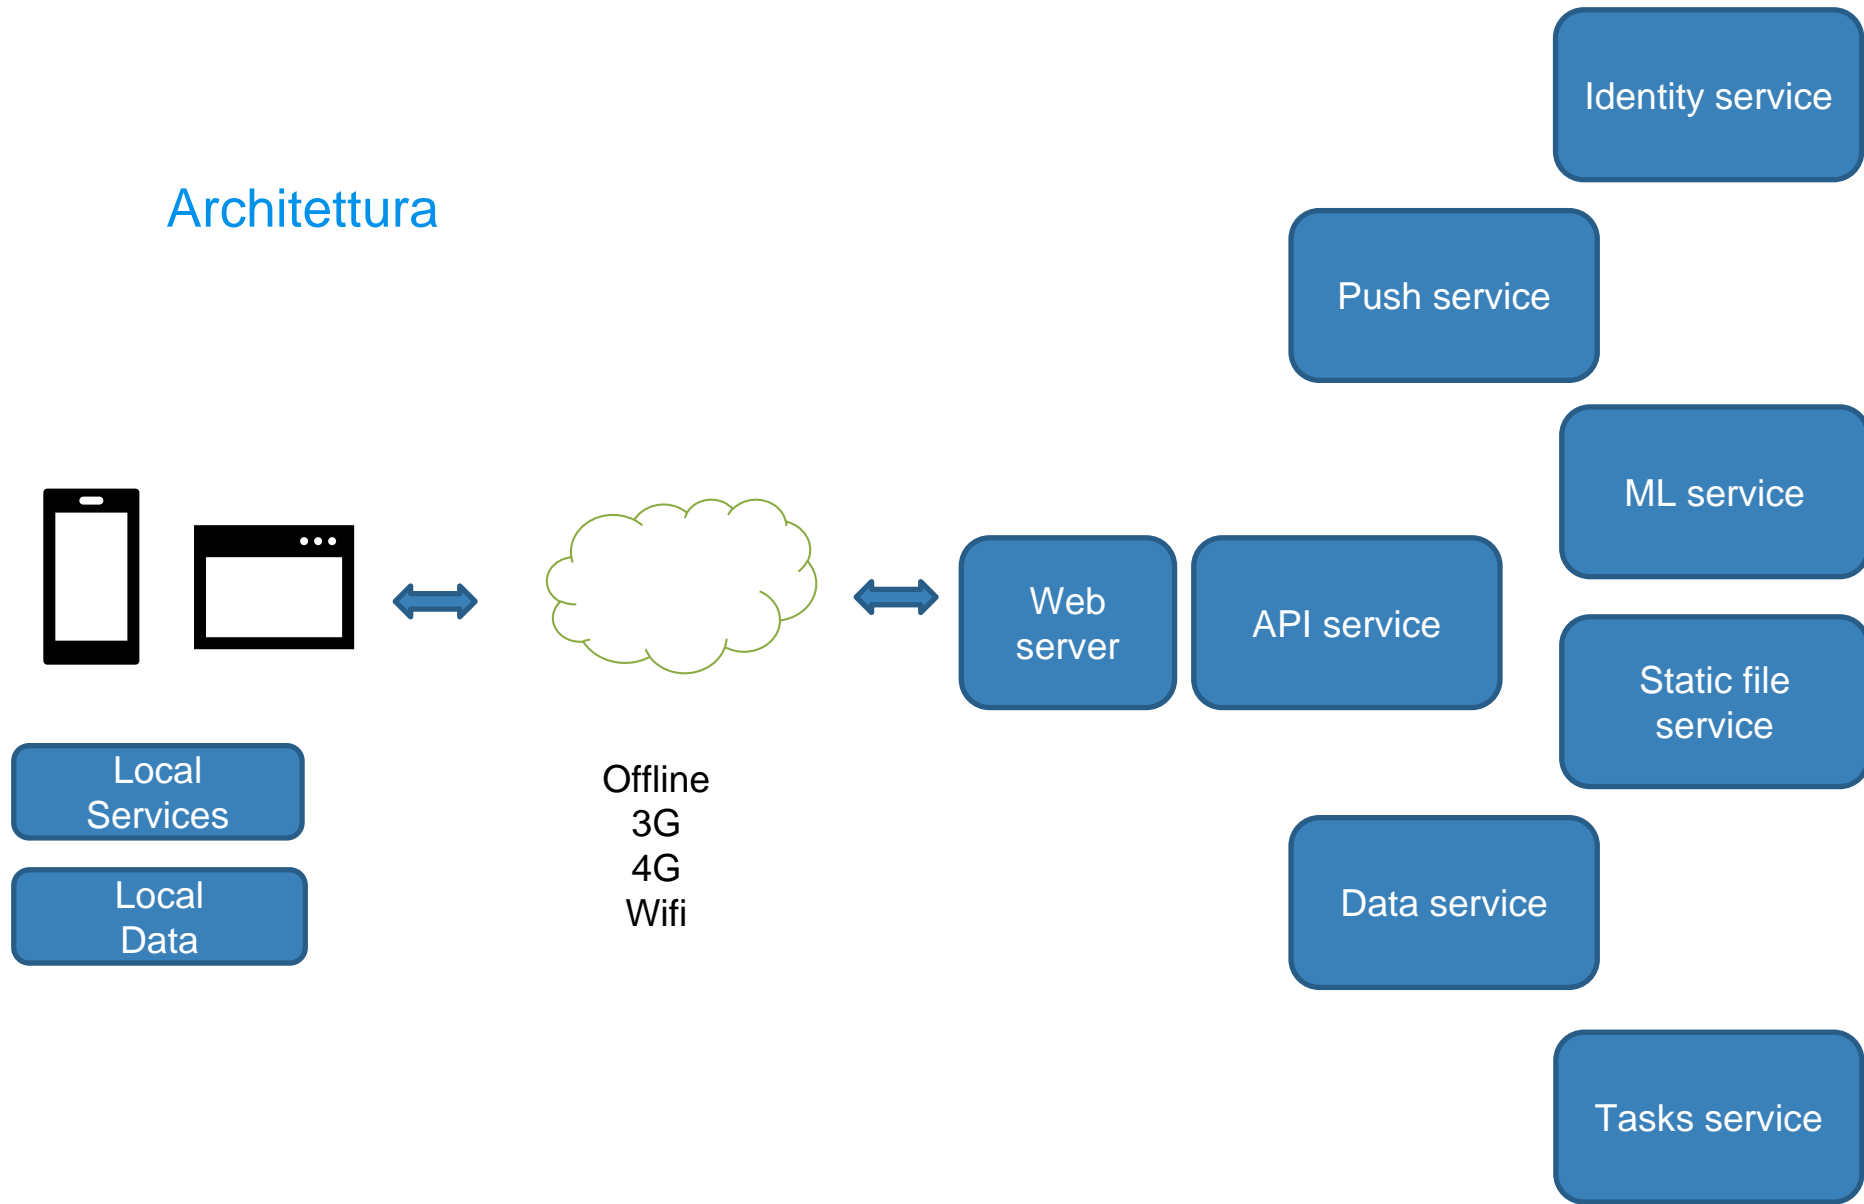 Architettura
Identity service
Push service
ML service
Web
server
API service
Static file
service
Local
Services
Local
Data
Offline
3G
4G
Wifi
Data service
Tasks service